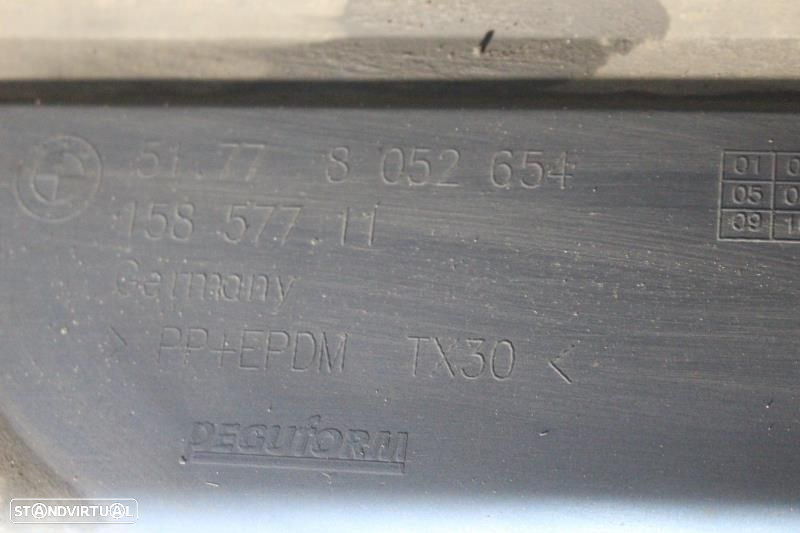 51.77 8 052 654
158 577.11
Germany
> PP+EPDM TX30 <
peguform
01
05
09
STANDVIRTUAL